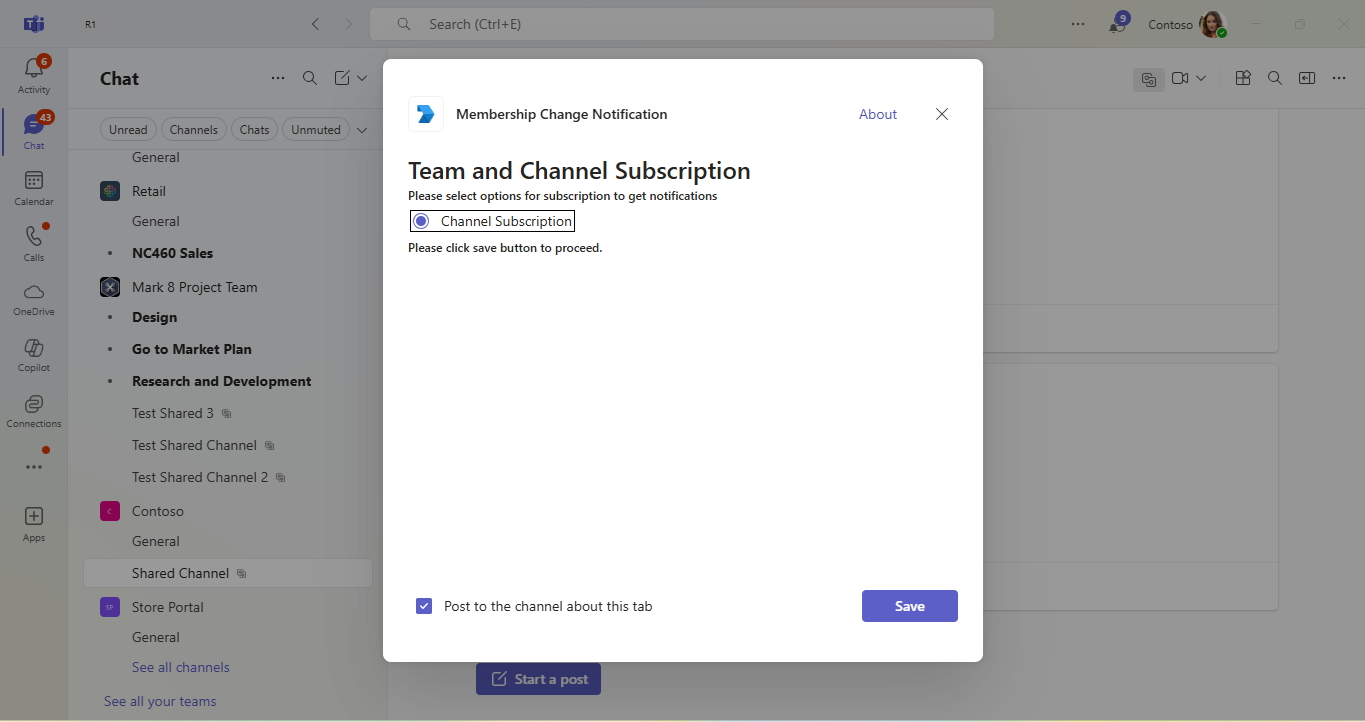 R1
Search (Ctrl+E)
9
Contoso
6
Activity
43
Chat
Calendar
Calls
OneDrive
Copilot
Connections
Apps
Chat
Unread
Channels
Chats
Unmuted
General
Retail
General
NC460 Sales
Mark 8 Project Team
Design
Go to Market Plan
Research and Development
Test Shared 3
Test Shared Channel
Test Shared Channel 2
C
Contoso
General
Shared Channel
SP
Store Portal
General
See all channels
See all your teams
Membership Change Notification
About
Team and Channel Subscription
Please select options for subscription to get notifications
Channel Subscription
Please click save button to proceed.
Post to the channel about this tab
Save
Start a post